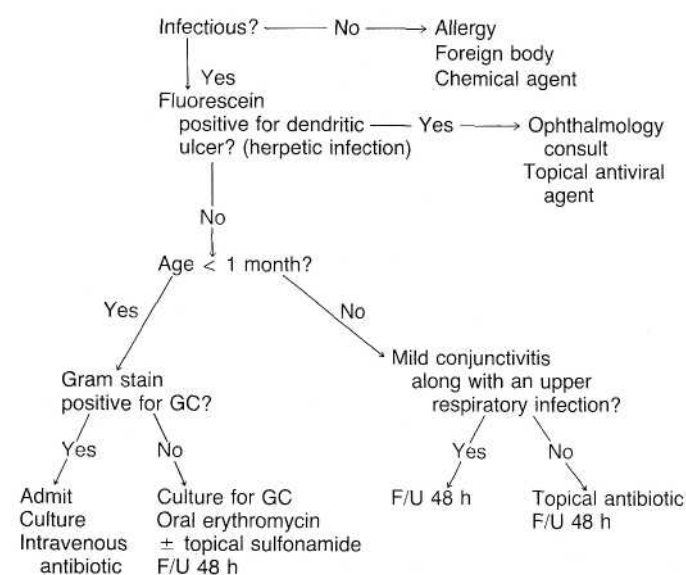 Infectious? No Allergy
Foreign body
Chemical agent
Yes
Fluorescein
positive for dendritic Yes Ophthalmology
ulcer? (herpetic infection) consult
Topical antiviral
agent
No
Age < 1 month?
Yes No
Mild conjunctivitis
along with an upper
respiratory infection?
Gram stain
positive for GC?
Yes No Yes No
Admit
Culture
Intravenous
antibiotic
Culture for GC
Oral erythromycin
± topical sulfonamide
F/U 48 h
F/U 48 h
Topical antibiotic
F/U 48 h